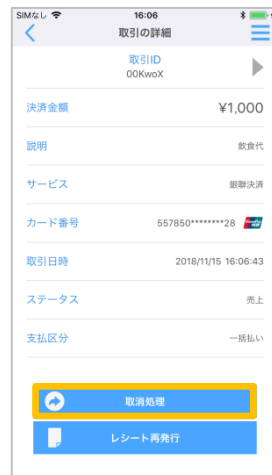 SIMなし 16:06
取引の詳細
取引ID
00KwoX
決済金額 ¥1,000
説明 飲食代
サービス 銀聯決済
カード番号 557850********28
取引日時 2018/11/15 16:06:43
ステータス 売上
支払区分 一括払い
取消処理
レシート再発行